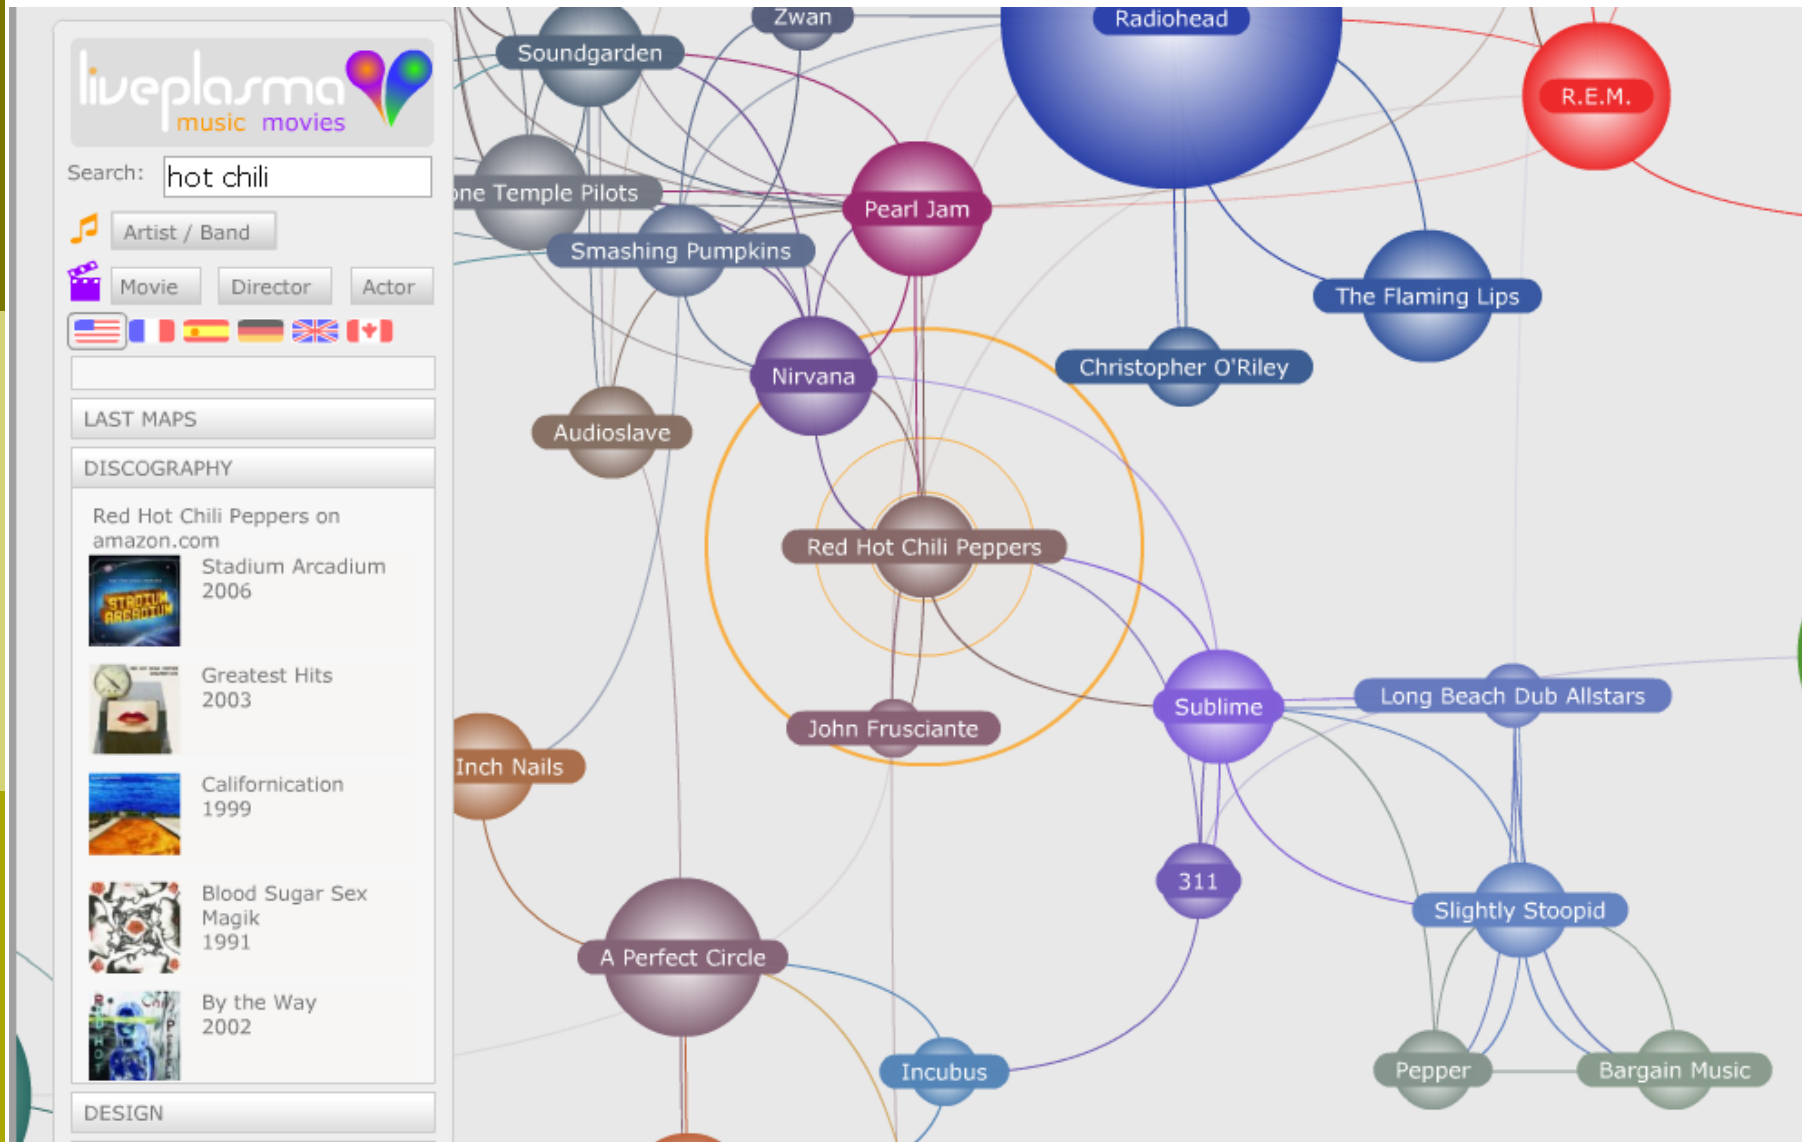 liveplasma
music movies
Search: hot chili
Artist / Band
Movie Director Actor
LAST MAPS
DISCOGRAPHY
Red Hot Chili Peppers on
amazon.com
Stadium Arcadium
2006
STADIUM
ARCADIUM
Greatest Hits
2003
Californication
1999
Blood Sugar Sex
Magik
1991
By the Way
2002
DESIGN
Zwan
Radiohead
Soundgarden
R.E.M.
one Temple Pilots
Pearl Jam
Smashing Pumpkins
The Flaming Lips
Christopher O'Riley
Nirvana
Audioslave
Red Hot Chili Peppers
Long Beach Dub Allstars
Sublime
John Frusciante
Inch Nails
311
Slightly Stoopid
A Perfect Circle
Incubus
Pepper
Bargain Music